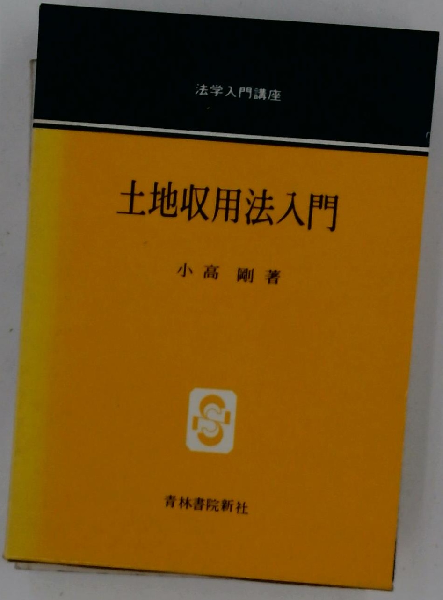 法学入門講座
土地収用法入門
小高 剛 著
青林書院新社